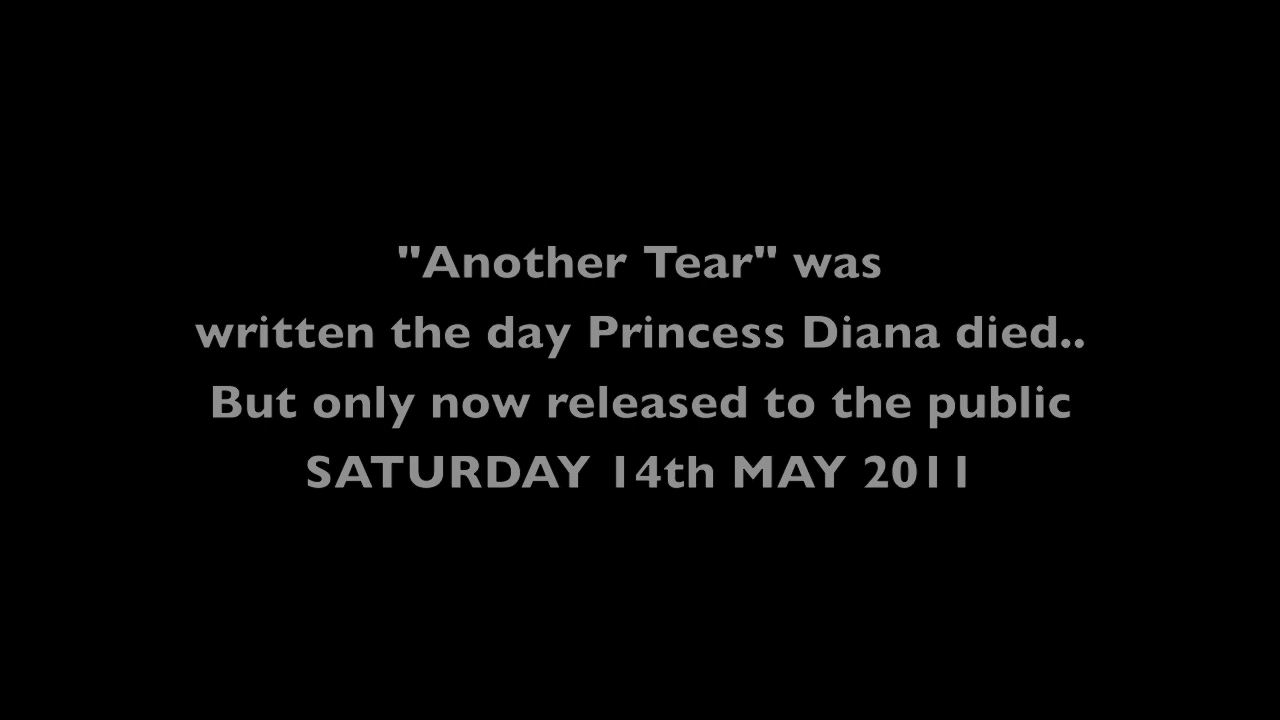 "Another Tear" was
written the day Princess Diana died..
But only now released to the public
SATURDAY 14th MAY 2011